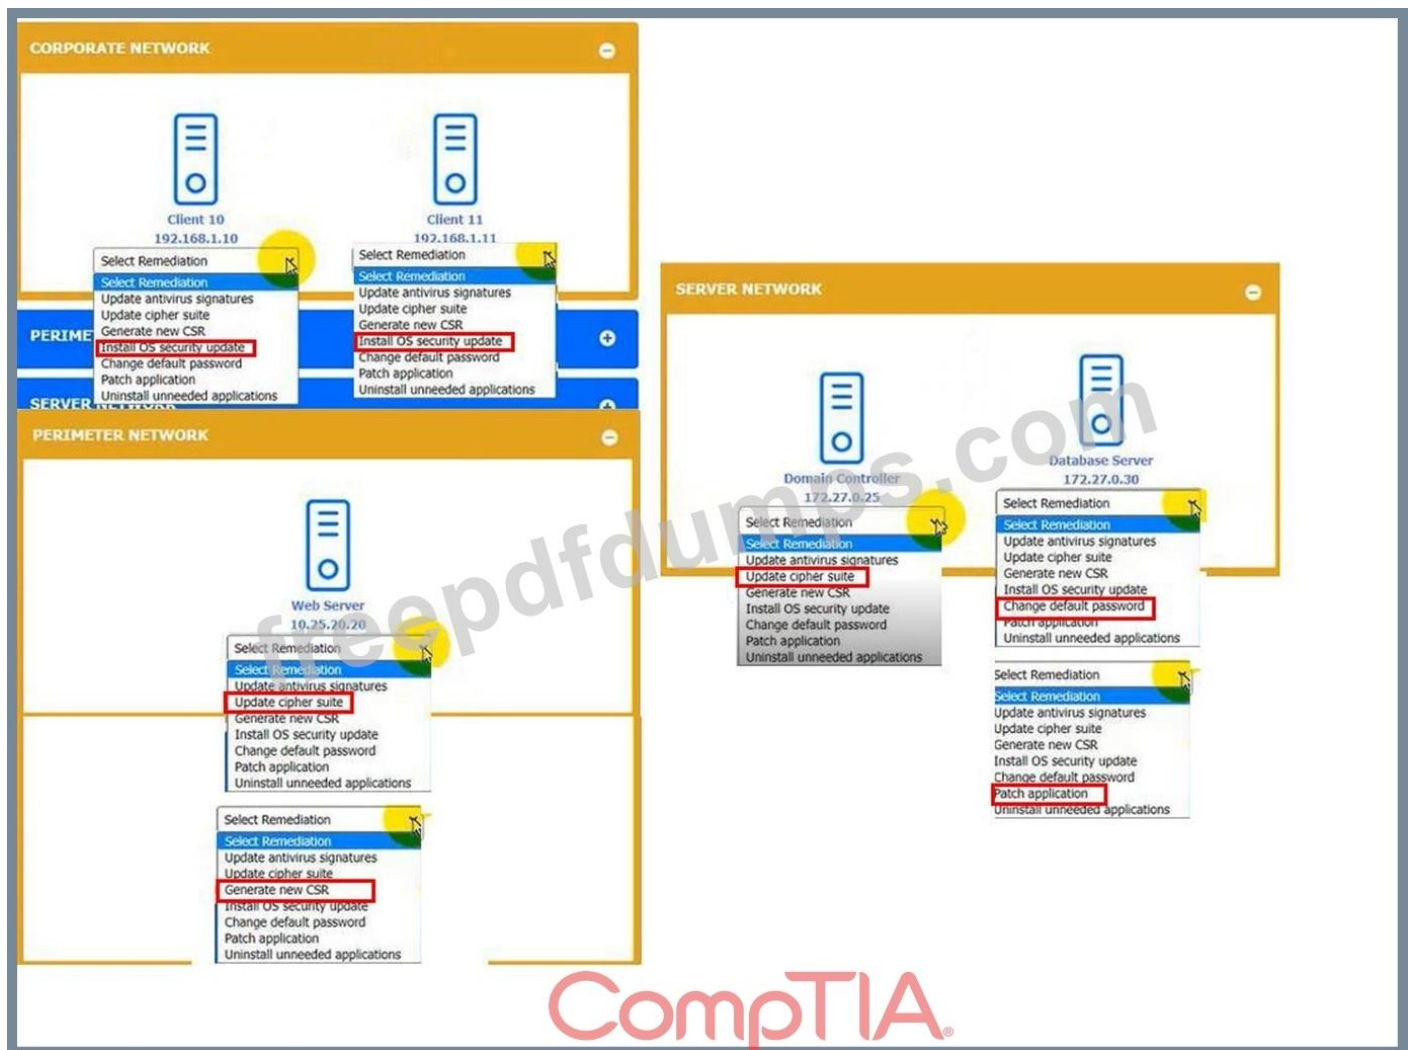 CORPORATE NETWORK
Client 10
192.168.1.10
Select Remediation
Select Remediation
Update antivirus signatures
Update cipher suite
Generate new CSR
Install OS security update
Change default password
Patch application
Uninstall unneeded applications
Client 11
192.168.1.11
Select Remediation
Select Remediation
Update antivirus signatures
Update cipher suite
Generate new CSR
Install OS security update
Change default password
Patch application
Uninstall unneeded applications
PERIME
SERVER NETWORK
PERIMETER NETWORK
Web Server
10.25.20.20
Select Remediation
Select Remediation
Update antivirus signatures
Update cipher suite
Generate new CSR
Install OS security update
Change default password
Patch application
Uninstall unneeded applications
Select Remediation
Select Remediation
Update antivirus signatures
Update cipher suite
Generate new CSR
Install OS security update
Change default password
Patch application
Uninstall unneeded applications
SERVER NETWORK
Domain Controller
172.27.0.25
Select Remediation
Select Remediation
Update antivirus signatures
Update cipher suite
Generate new CSR
Install OS security update
Change default password
Patch application
Uninstall unneeded applications
Database Server
172.27.0.30
Select Remediation
Select Remediation
Update antivirus signatures
Update cipher suite
Generate new CSR
Install OS security update
Change default password
Patch application
Uninstall unneeded applications
Select Remediation
Select Remediation
Update antivirus signatures
Update cipher suite
Generate new CSR
Install OS security update
Change default password
Patch application
Uninstall unneeded applications
freepdfdumps.com
CompTIA.